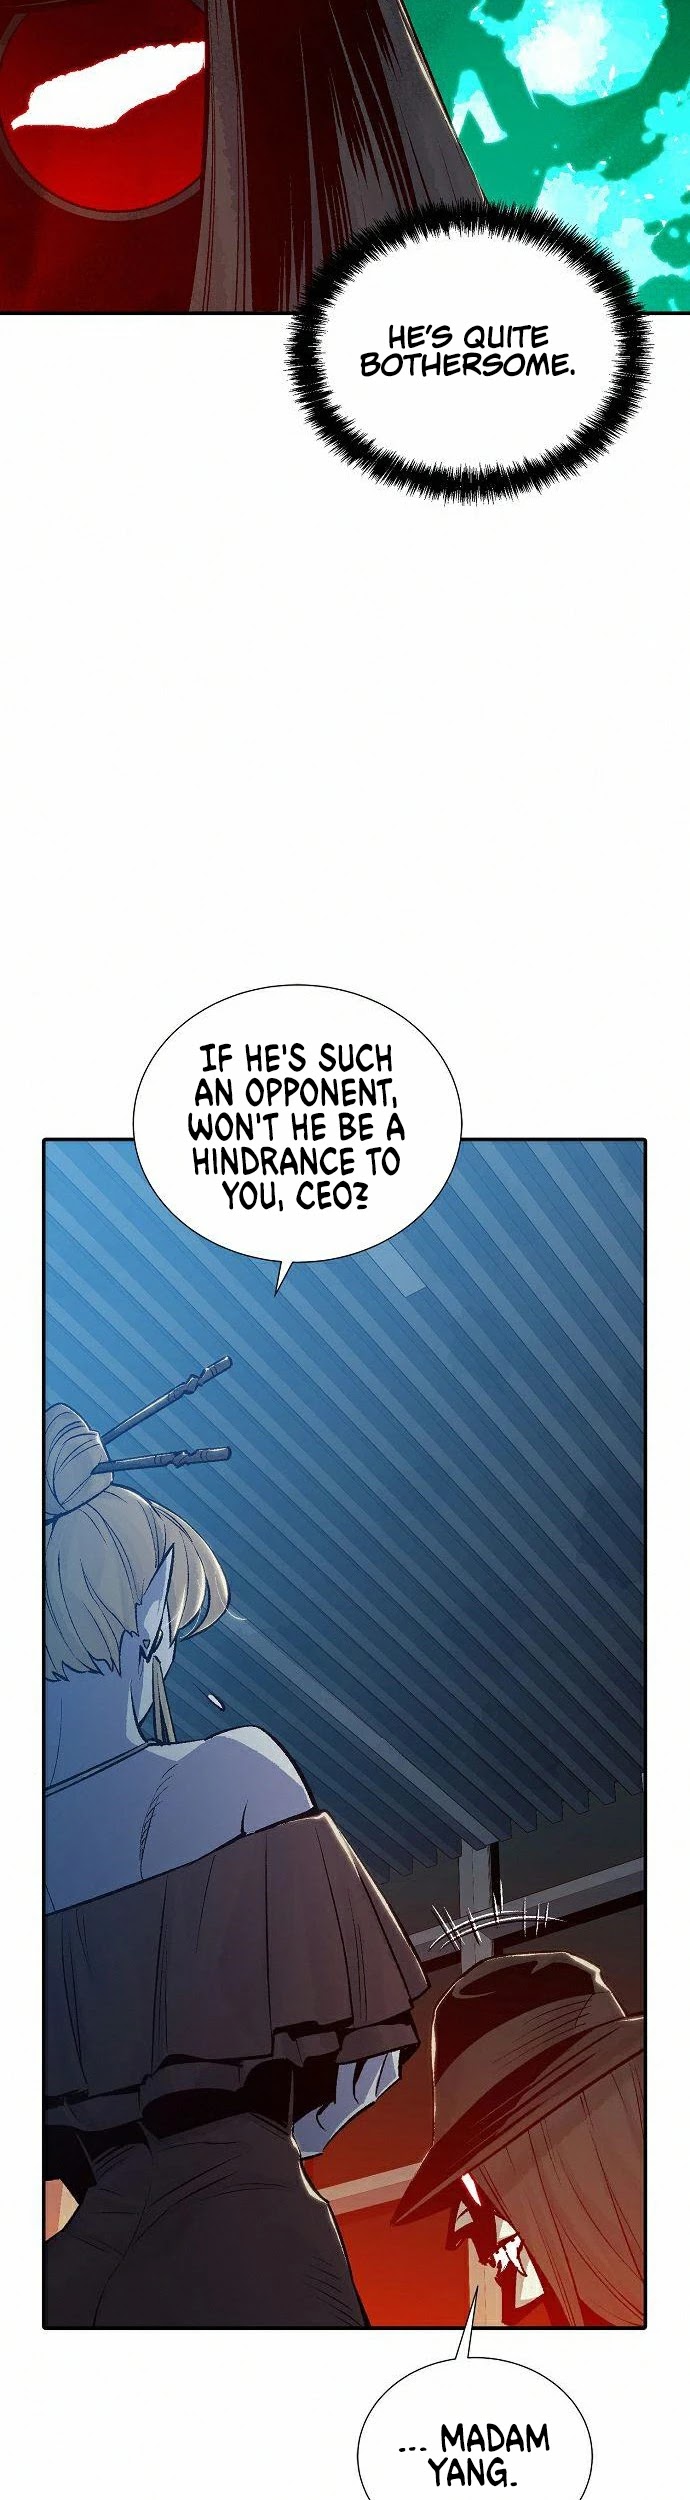 HE'S QUITE
BOTHERSOME.
IF HE'S SUCH
AN OPPONENT,
WON'T HE BE A
HINDRANCE TO
YOU, CEO?
... MADAM
YANG.